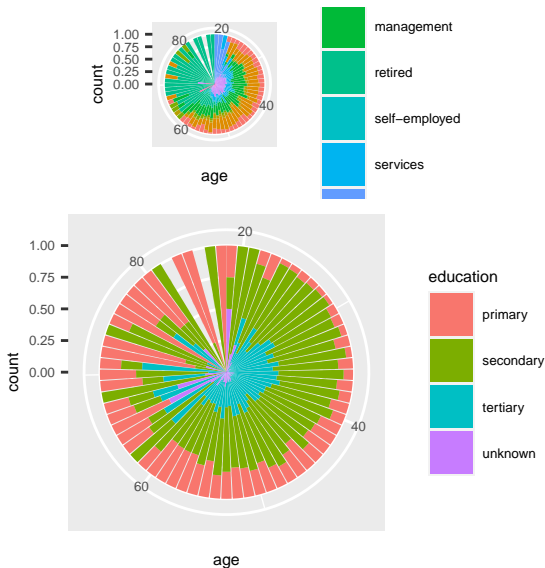 1.00
0.75
0.50
0.25
0.00
count
20
40
60
80
age
management
retired
self−employed
services
1.00
0.75
0.50
0.25
0.00
count
20
40
60
80
age
education
primary
secondary
tertiary
unknown